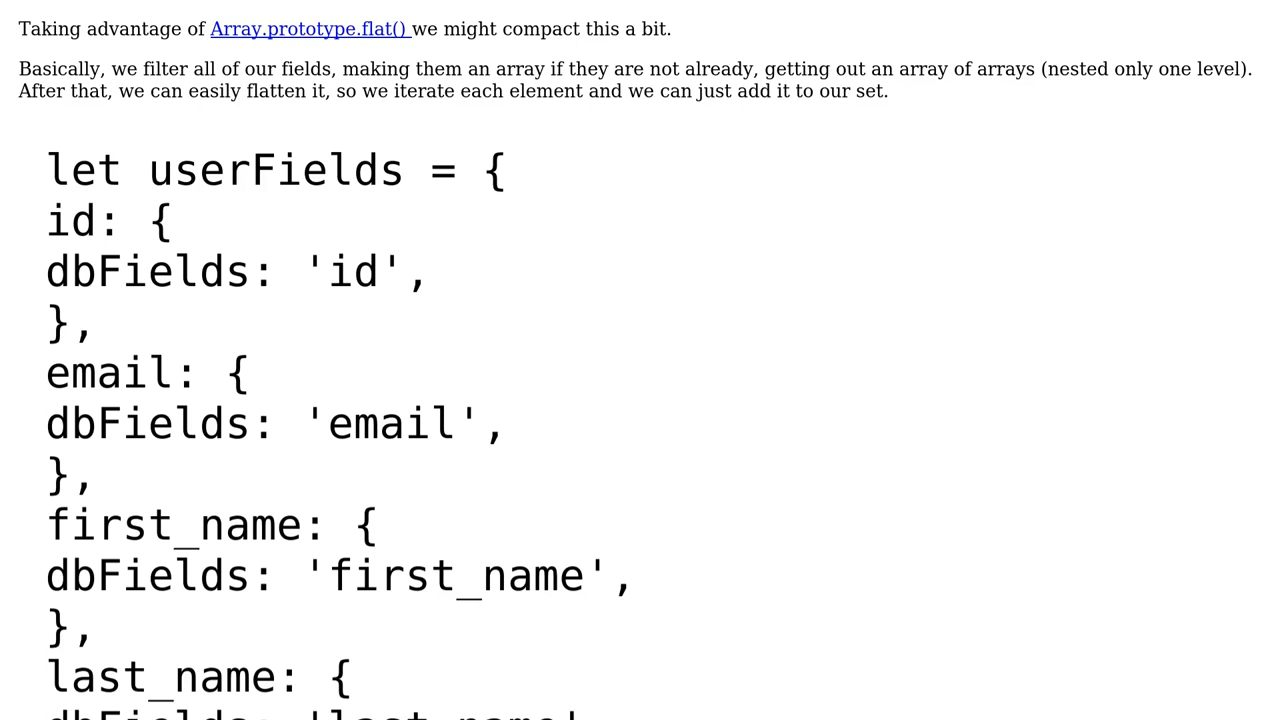 Taking advantage of Array.prototype.flat() we might compact this a bit.
Basically, we filter all of our fields, making them an array if they are not already, getting out an array of arrays (nested only one level).
After that, we can easily flatten it, so we iterate each element and we can just add it to our set.
let userFields = {
id: {
dbFields: 'id',
},
email: {
dbFields: 'email',
},
first_name: {
dbFields: 'first_name',
},
last_name: {
dbFields: 'last_name'